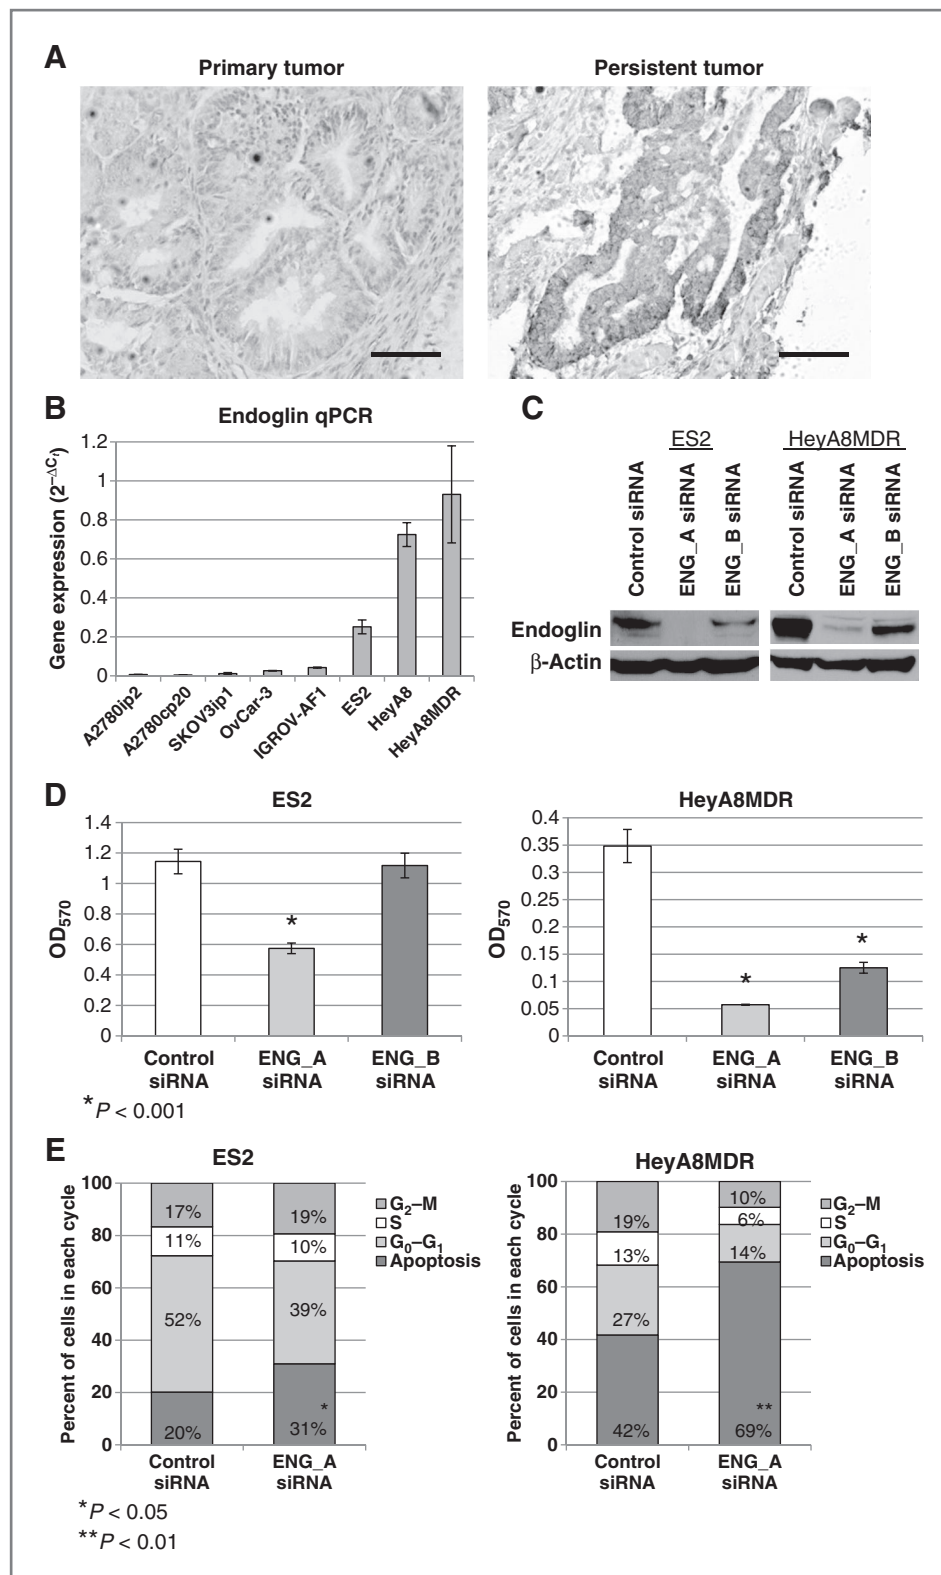 A
Primary tumor
Persistent tumor
B
Endoglin qPCR
Gene expression (2^−ΔCt)
1.2
1
0.8
0.6
0.4
0.2
0
A2780ip2
A2780cp20
SKOV3ip1
OvCar-3
IGROV-AF1
ES2
HeyA8
HeyA8MDR
C
ES2
HeyA8MDR
Control siRNA
ENG_A siRNA
ENG_B siRNA
Control siRNA
ENG_A siRNA
ENG_B siRNA
Endoglin
β-Actin
D
ES2
OD570
1.4
1.2
1
0.8
0.6
0.4
0.2
0
*
Control siRNA
ENG_A siRNA
ENG_B siRNA
*P < 0.001
HeyA8MDR
OD570
0.4
0.35
0.3
0.25
0.2
0.15
0.1
0.05
0
*
*
Control siRNA
ENG_A siRNA
ENG_B siRNA
E
ES2
Percent of cells in each cycle
100
80
60
40
20
0
17%
11%
52%
20%
19%
10%
39%
*
31%
Control siRNA
ENG_A siRNA
G2–M
S
G0–G1
Apoptosis
*P < 0.05
**P < 0.01
HeyA8MDR
Percent of cells in each cycle
100
80
60
40
20
0
19%
13%
27%
42%
10%
6%
14%
**
69%
Control siRNA
ENG_A siRNA
G2–M
S
G0–G1
Apoptosis